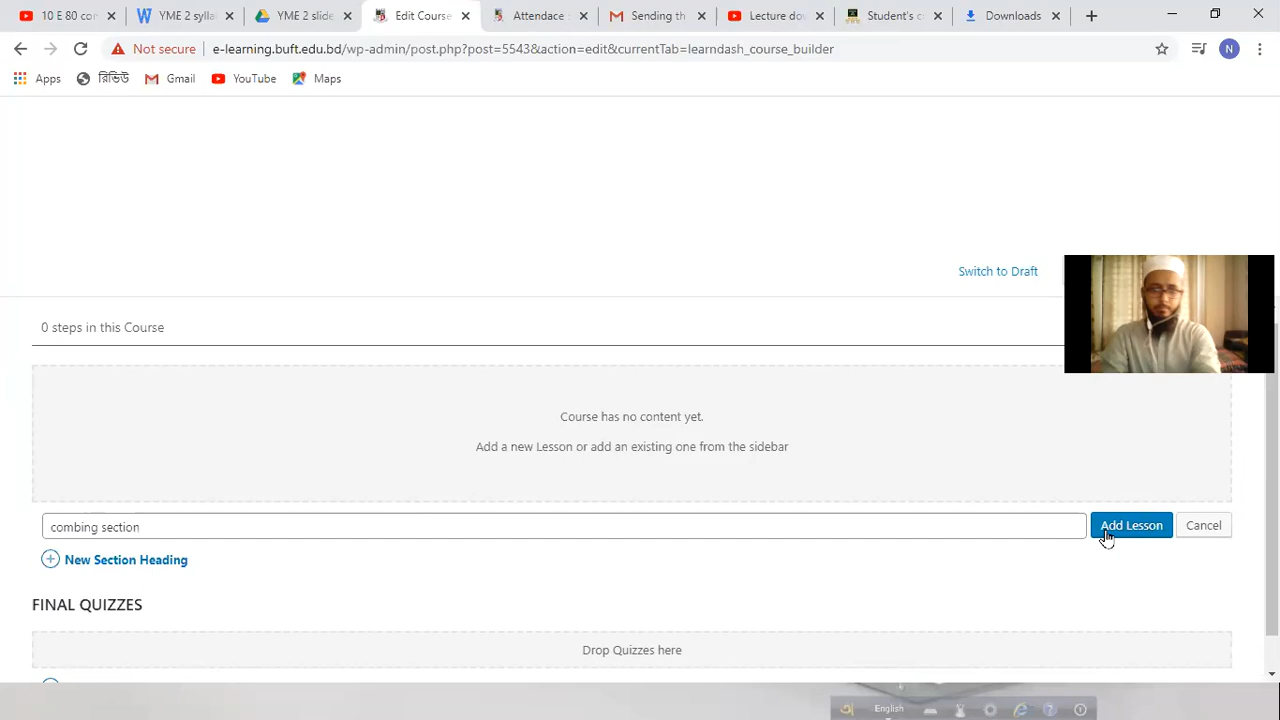 10 E 80 co
YME 2 sylla
YME 2 slide
Edit Course
Attendace
Sending th
Lecture do
Student's c
Downloads
Not secure
e-learning.buft.edu.bd/wp-admin/post.php?post=5543&action=edit&currentTab=learndash_course_builder
N
Apps
রিভিউ
Gmail
YouTube
Maps
Switch to Draft
0 steps in this Course
Course has no content yet.
Add a new Lesson or add an existing one from the sidebar
combing section
Add Lesson
Cancel
New Section Heading
FINAL QUIZZES
Drop Quizzes here
English